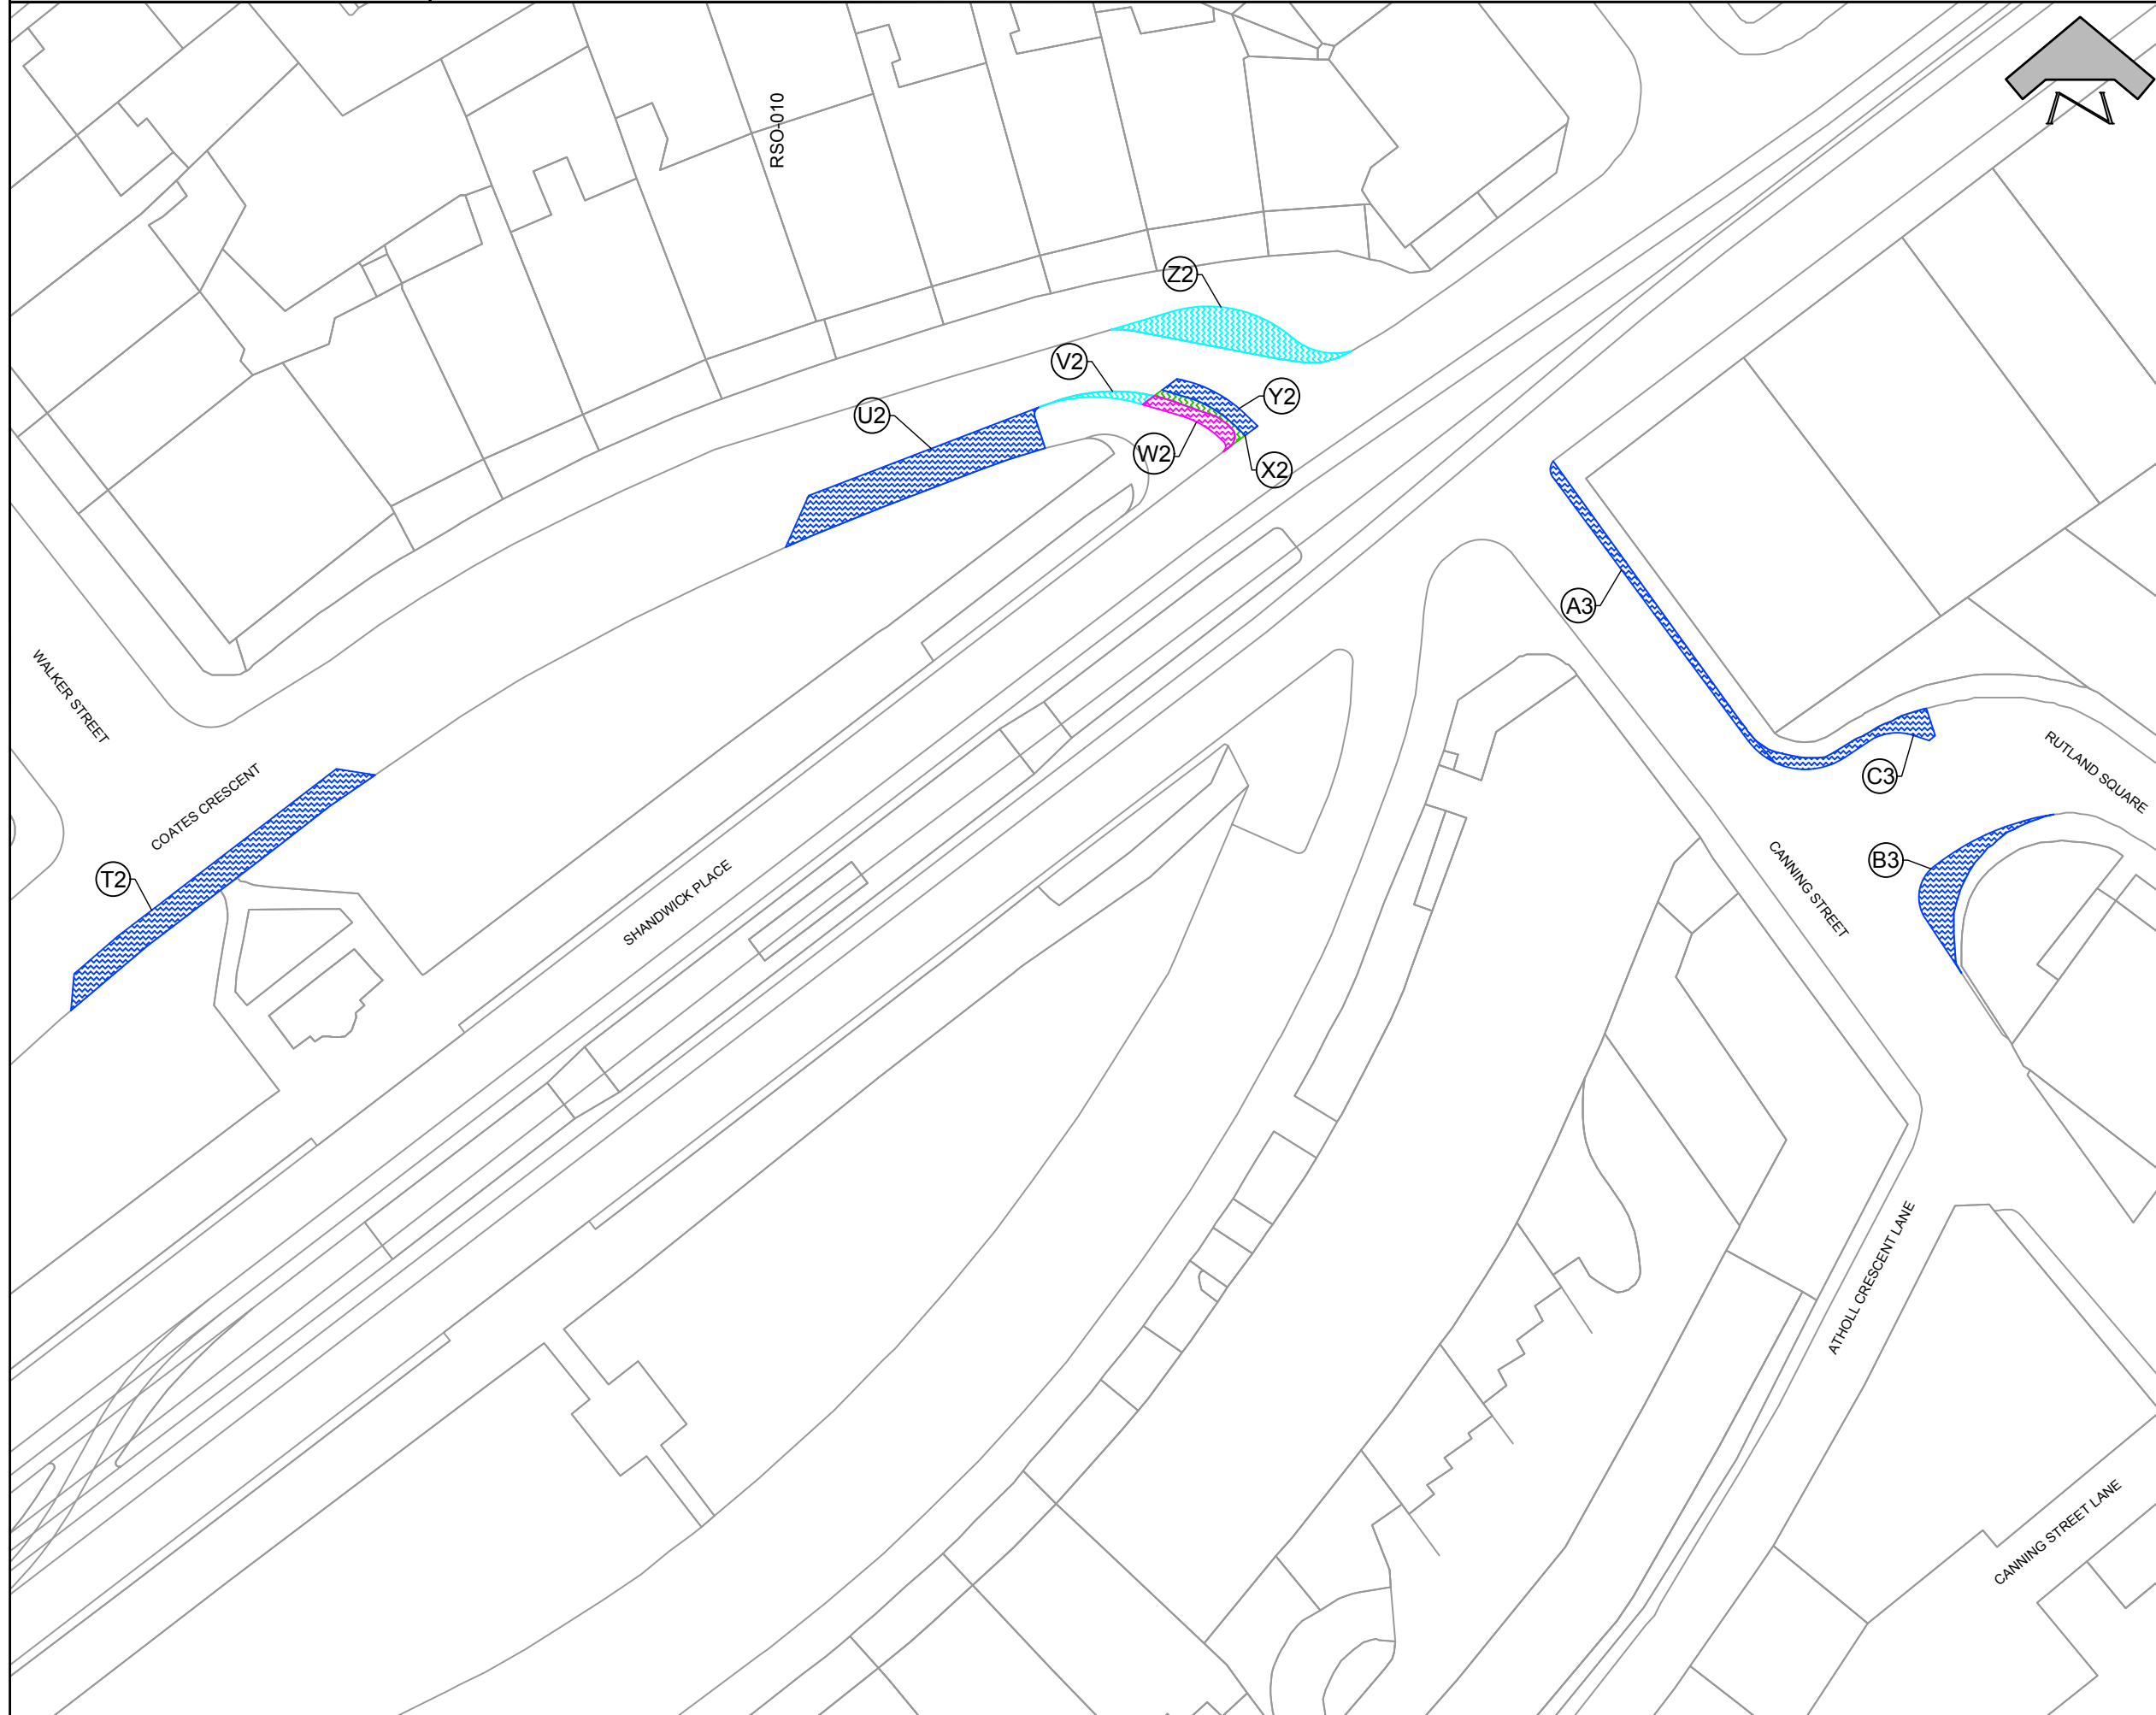 RSO-010
Z2
V2
Y2
U2
W2
X2
A3
WALKER STREET
COATES CRESCENT
RUTLAND SQUARE
C3
T2
SHANDWICK PLACE
CANNING STREET
B3
ATHOLL CRESCENT LANE
CANNING STREET LANE
N